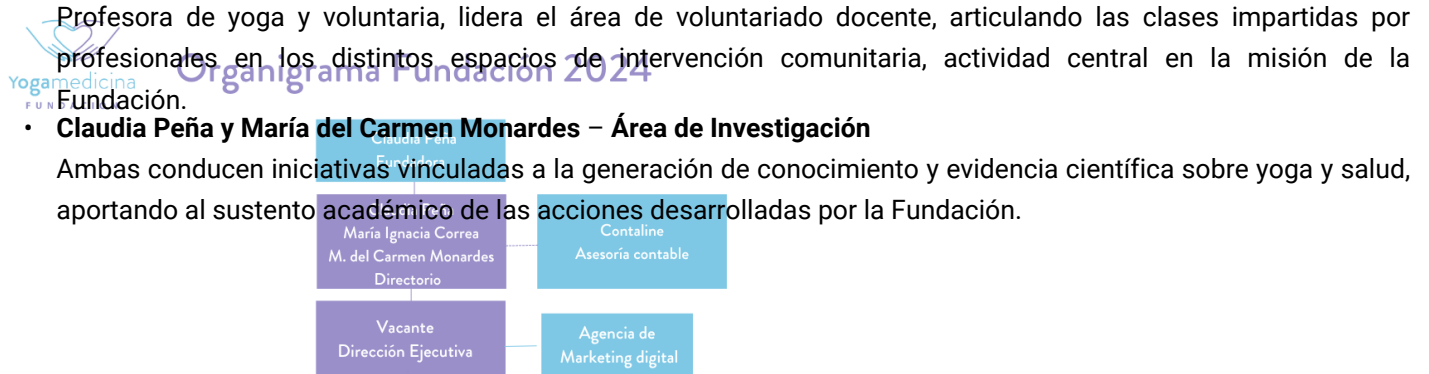 Profesora de yoga y voluntaria, lidera el área de voluntariado docente, articulando las clases impartidas por
profesionales en los distintos espacios de intervención comunitaria, actividad central en la misión de la
Fundación.
Yogamedicina
FUNDACIÓN
Organigrama Fundación 2024
• Claudia Peña y María del Carmen Monardes – Área de Investigación
Ambas conducen iniciativas vinculadas a la generación de conocimiento y evidencia científica sobre yoga y salud,
aportando al sustento académico de las acciones desarrolladas por la Fundación.
Claudia Peña
Fundadora
Claudia Peña
María Ignacia Correa
M. del Carmen Monardes
Directorio
Contaline
Asesoría contable
Vacante
Dirección Ejecutiva
Agencia de
Marketing digital